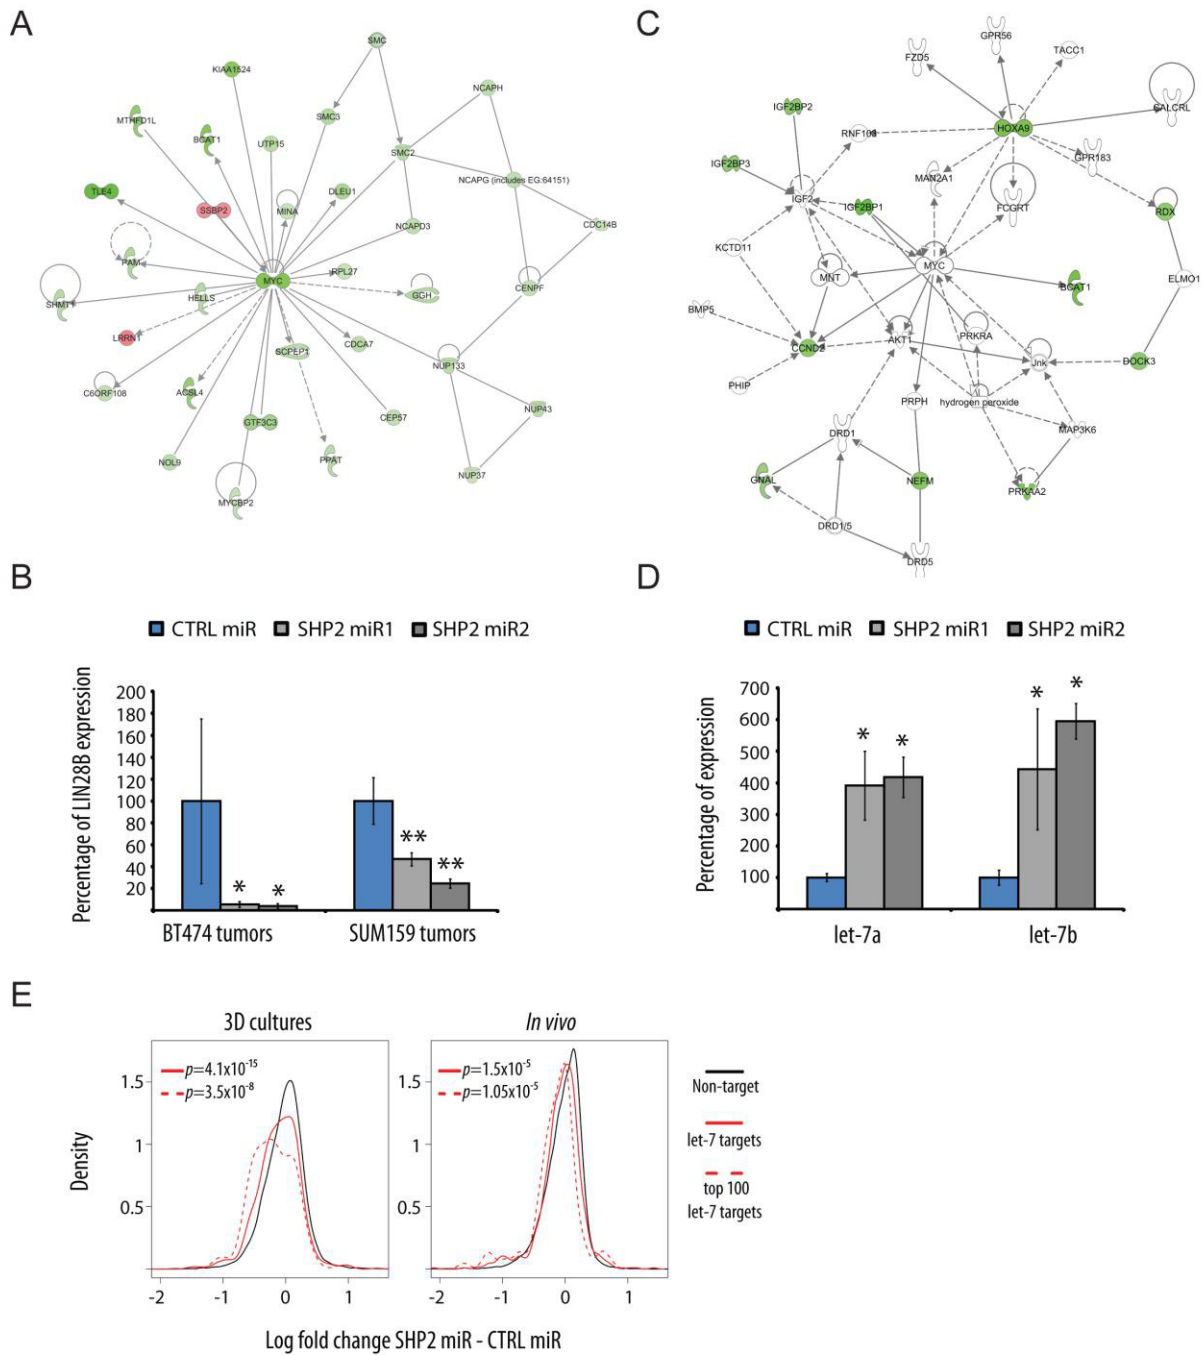 A
SMC
KIAA1524
NCAPH
MTHFD1L
SMC3
BCAT1
UTP15
SMC2
NCAPG (includes EG:64151)
TLE4
DLEU1
SSBP2
MINA
NCAPD3
CDC14B
PAM
MYC
RPL27
SHMT1
HELLS
GGH
CENPF
LRRN1
SCPEP1
CDCA7
NUP133
C6ORF108
ACSL4
NUP43
GTF3C3
CEP57
NOL9
PPAT
NUP37
MYCBP2
C
GPR56
TACC1
FZD5
IGF2BP2
CALCRL
RNF103
HOXA9
IGF2BP3
GPR183
MAN2A1
IGF2
IGF2BP1
FCGRT
RDX
KCTD11
MYC
MNT
BCAT1
ELMO1
BMP5
CCND2
AKT1
PRKRA
Jnk
DOCK3
PHIP
PRPH
hydrogen peroxide
DRD1
MAP3K6
GNAL
NEFM
PRKAA2
DRD1/5
DRD5
B
CTRL miR
SHP2 miR1
SHP2 miR2
Percentage of LIN28B expression
200
180
160
140
120
100
80
60
40
20
*
*
**
**
BT474 tumors
SUM159 tumors
D
CTRL miR
SHP2 miR1
SHP2 miR2
Percentage of expression
700
600
500
400
300
200
100
*
*
*
*
let-7a
let-7b
E
3D cultures
In vivo
p=4.1x10⁻¹⁵
p=3.5x10⁻⁸
p=1.5x10⁻⁵
p=1.05x10⁻⁵
Non-target
let-7 targets
top 100
let-7 targets
Density
1.5
1
0.5
1.5
1
0.5
-2 -1 0 1
-2 -1 0 1
Log fold change SHP2 miR - CTRL miR